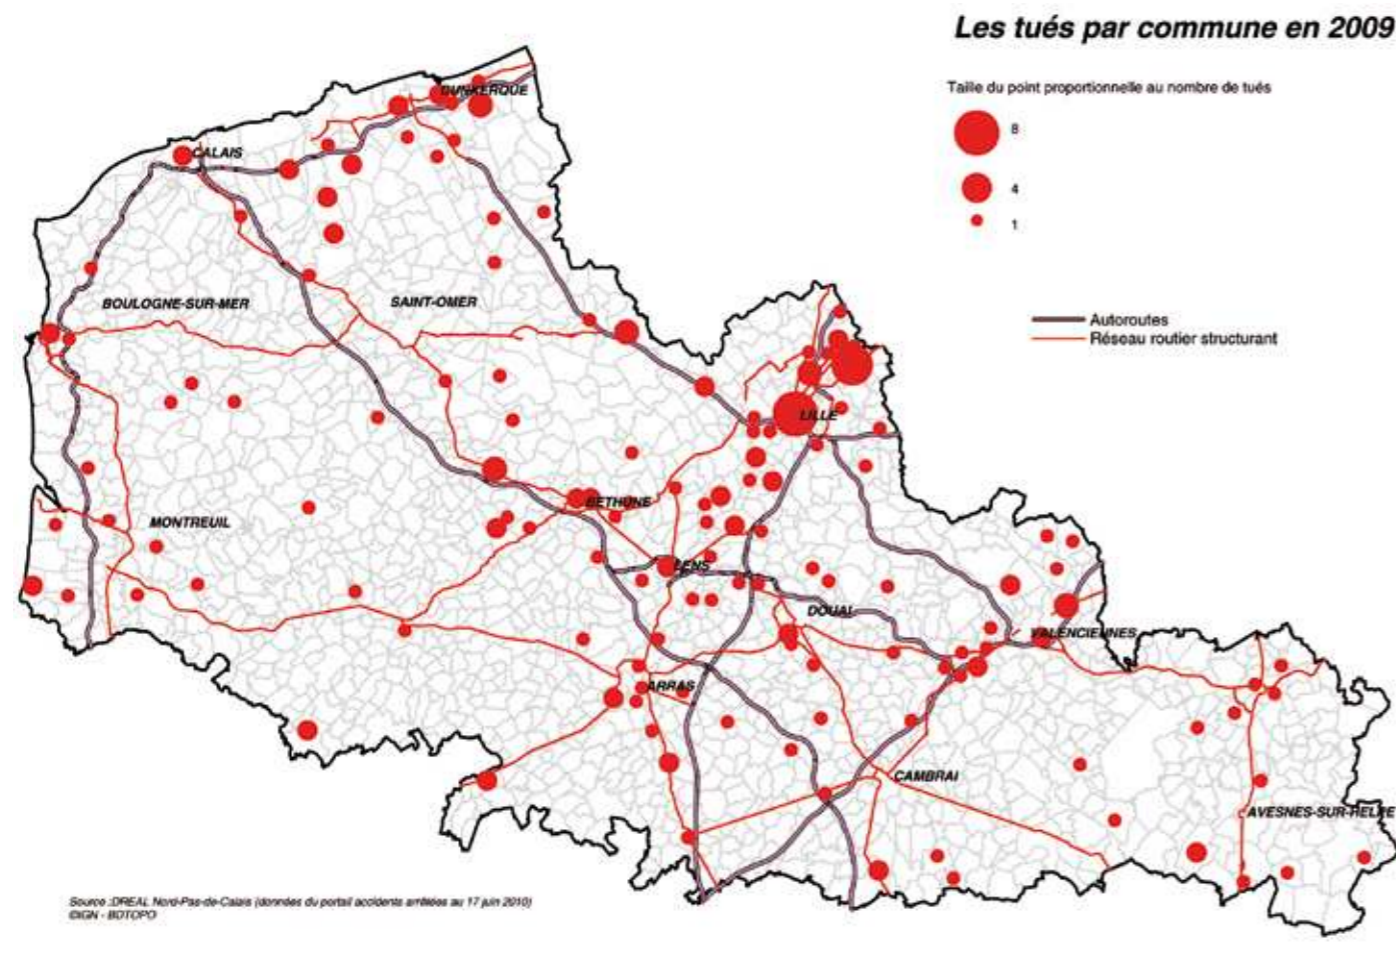 Les tués par commune en 2009
Taille du point proportionnelle au nombre de tués
8
4
1
DUNKERQUE
CALAIS
BOULOGNE-SUR-MER
SAINT-OMER
Autoroutes
Réseau routier structurant
LILLE
BETHUNE
MONTREUIL
LENS
DOUAI
VALENCIENNES
ARRAS
CAMBRAI
AVESNES-SUR-HELPE
Source :DREAL Nord-Pas-de-Calais (données du portail accidents arrêtées au 17 juin 2010)
©IGN - BDTOPO